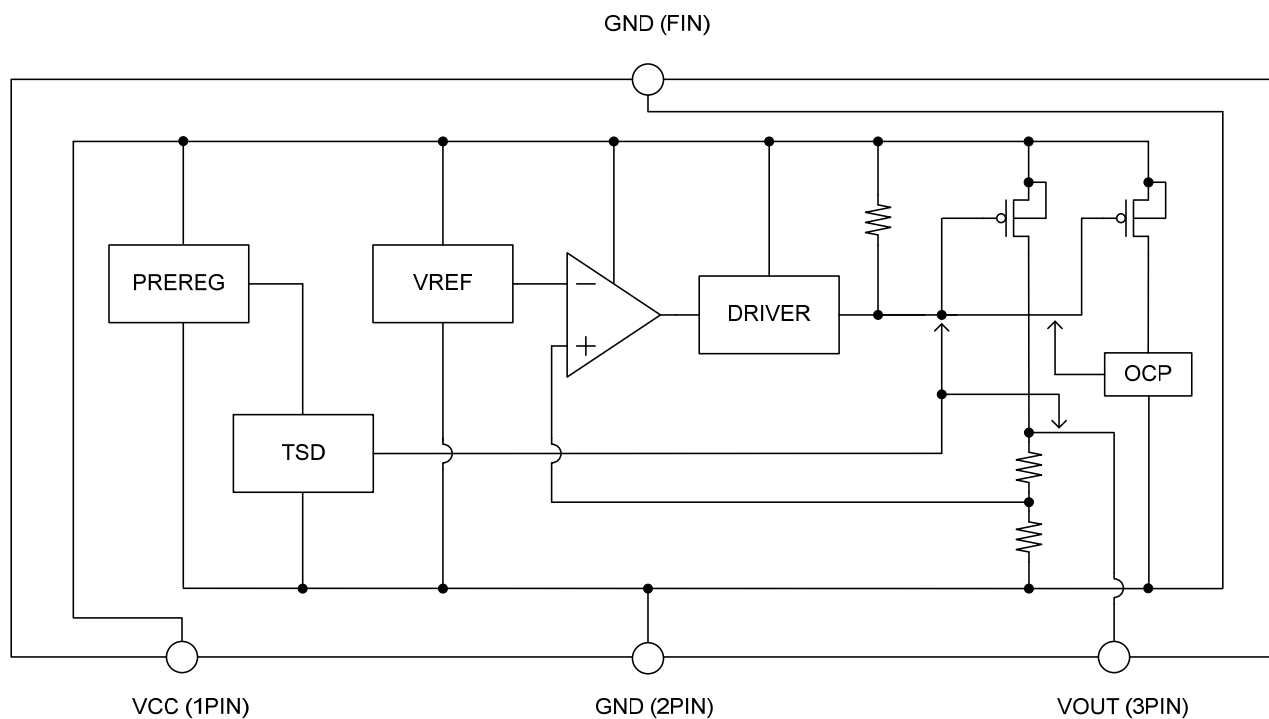 GND (FIN)
PREREG
VREF
−
+
DRIVER
OCP
TSD
VCC (1PIN)
GND (2PIN)
VOUT (3PIN)